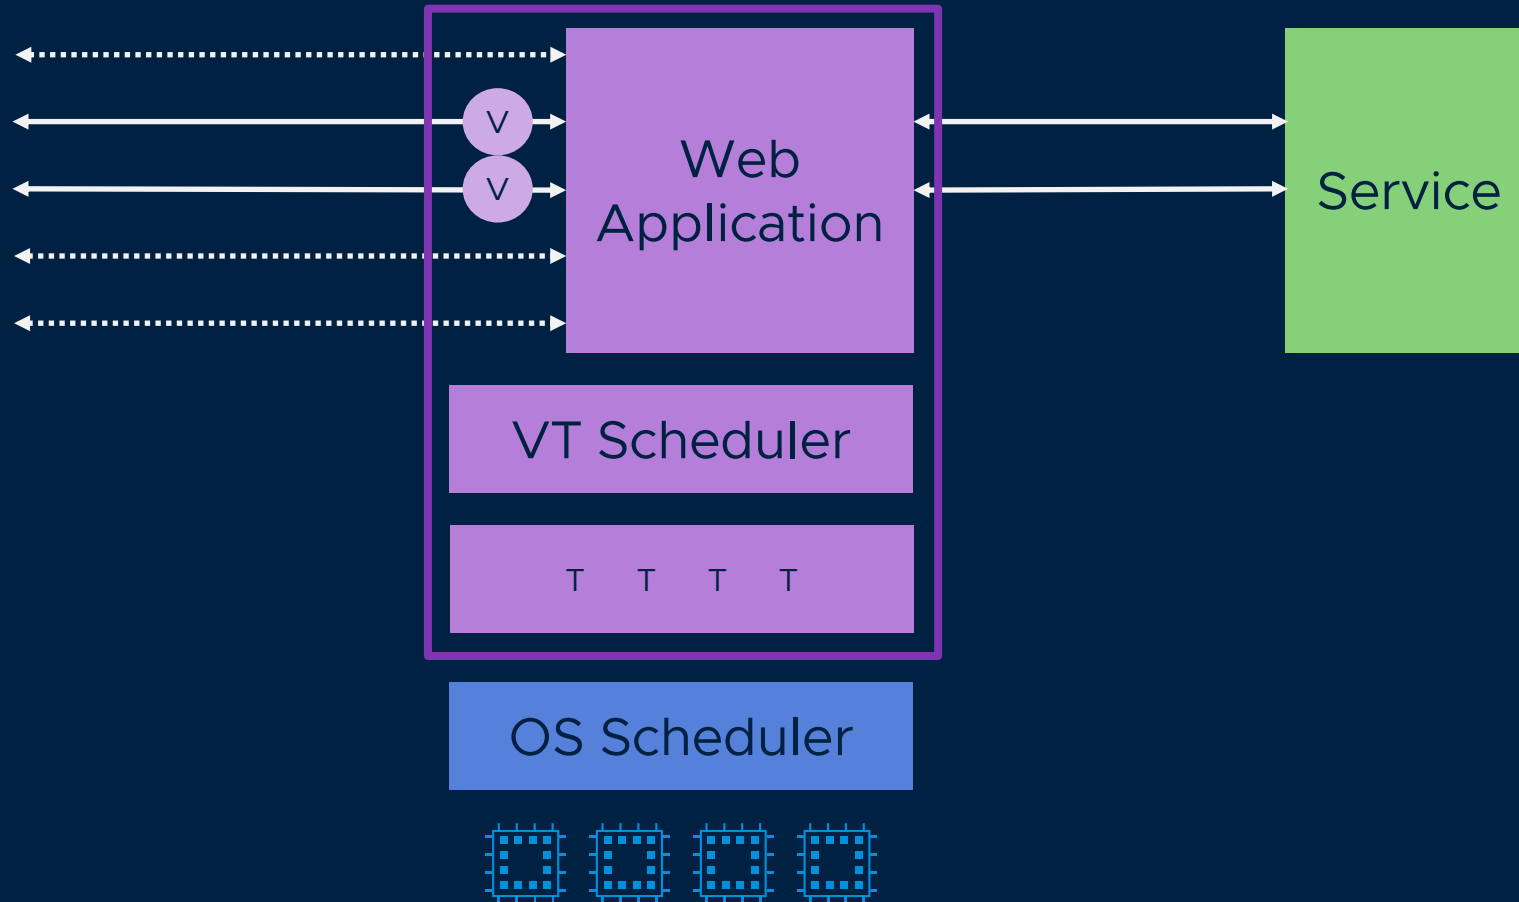 V
V
Web
Application
Service
VT Scheduler
T T T T
OS Scheduler